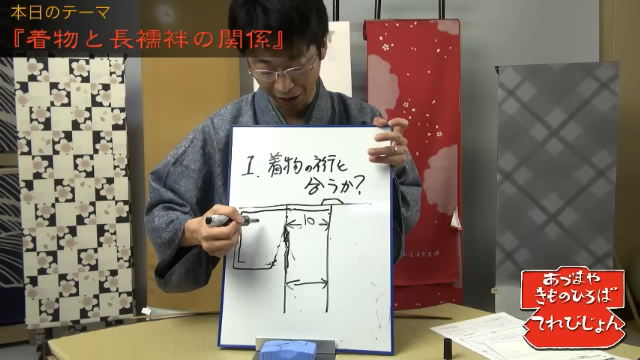 本日のテーマ
『着物と長襦袢の関係』
I. 着物の裄と
合うか?
10
あづまや
きものひろば
てれびじょん